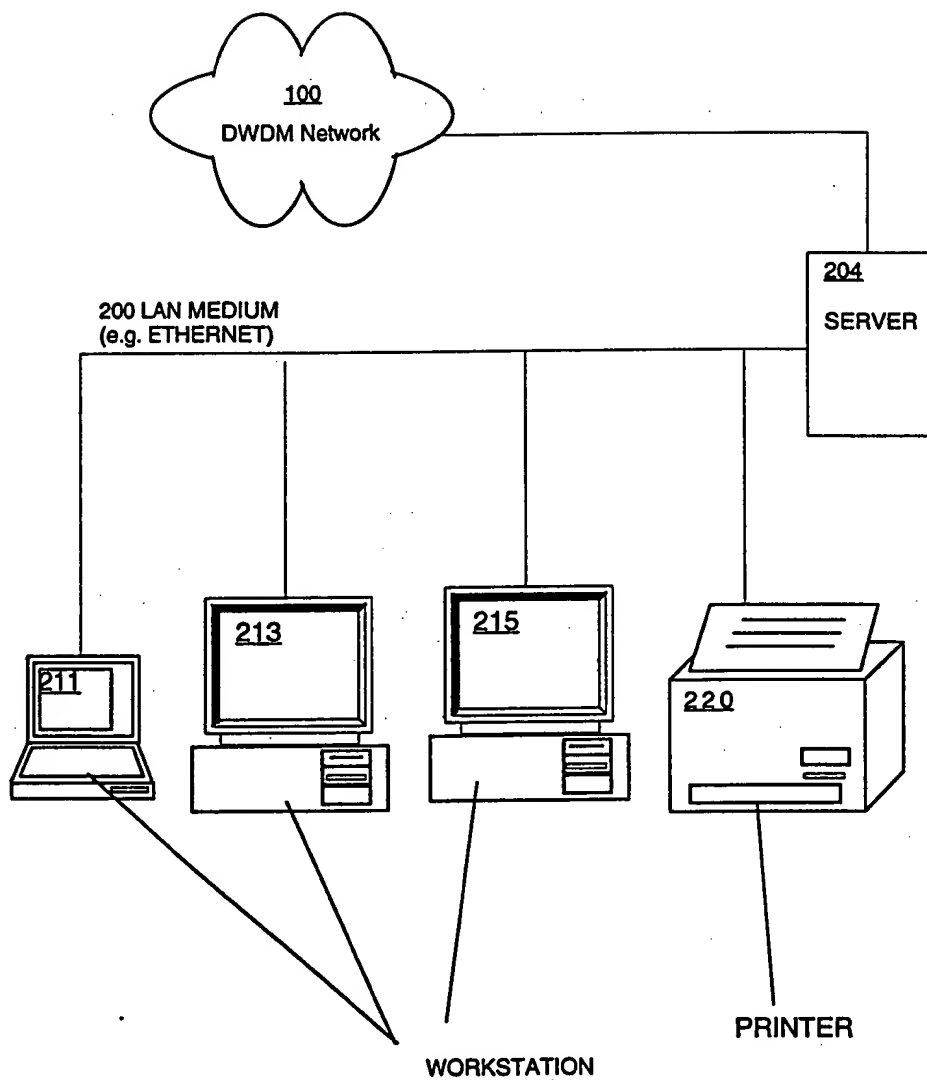 100
DWDM Network
204
SERVER
200 LAN MEDIUM
(e.g. ETHERNET)
211
213
215
220
PRINTER
WORKSTATION